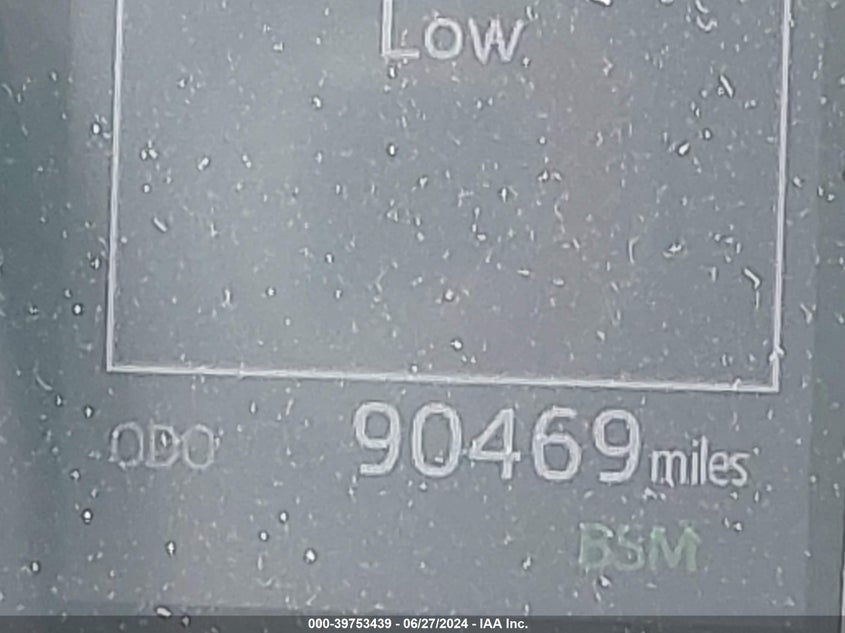 Low
ODO 90469 miles
BSM
000-39753439 - 06/27/2024 - IAA Inc.